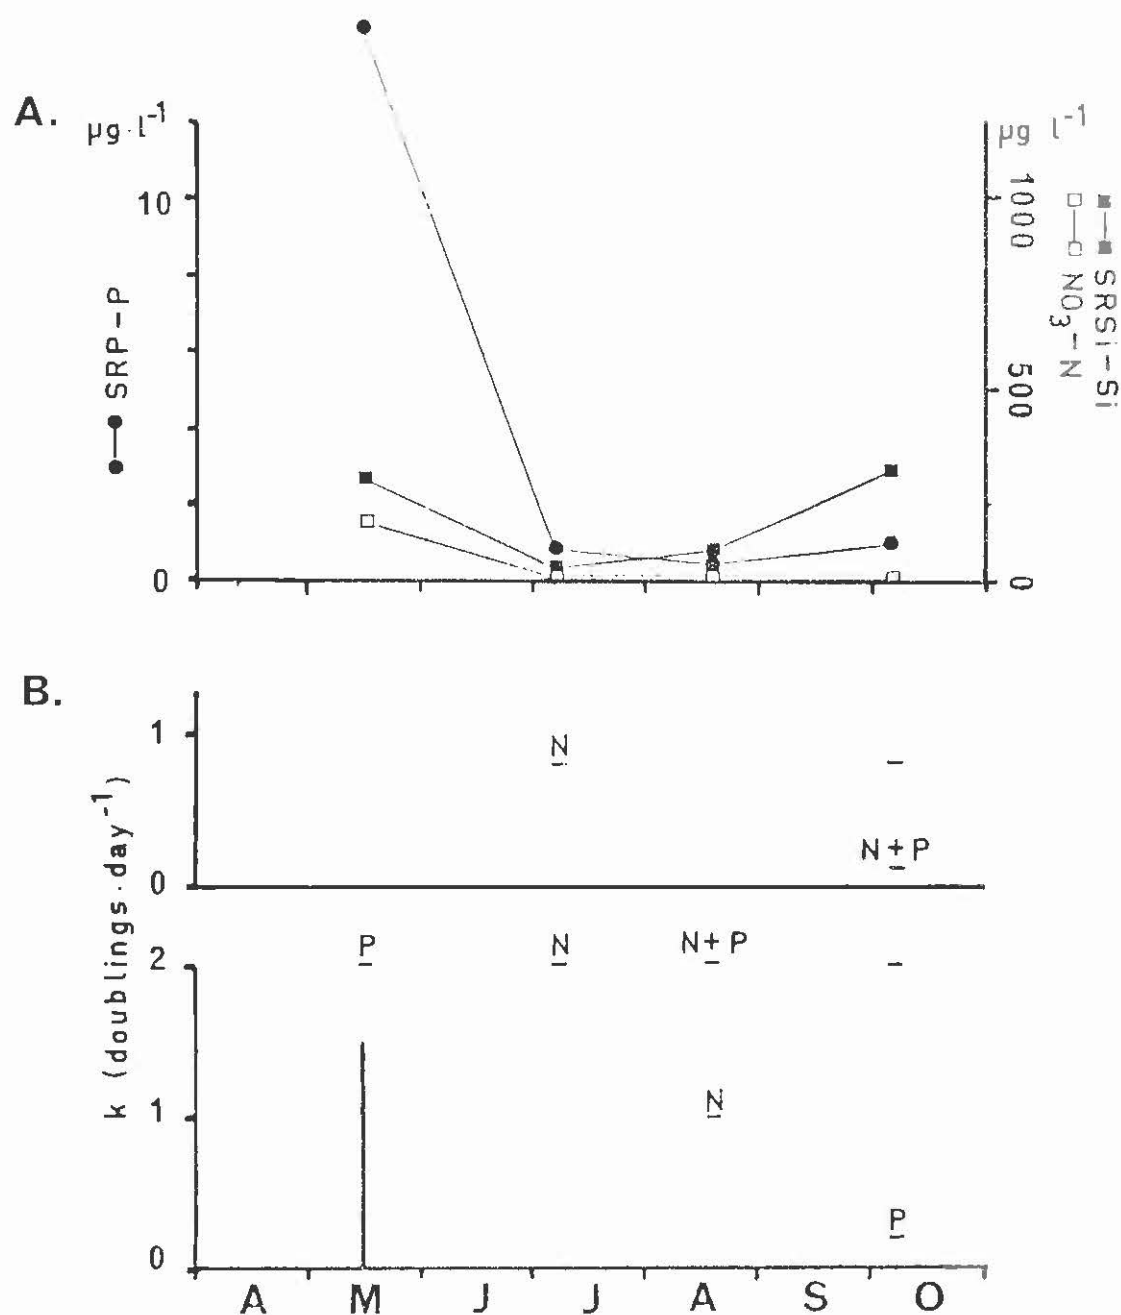 A.
µg·l⁻¹
10
0
SRP-P
µg l⁻¹
1000
500
0
SRSi-Si
NO₃-N
B.
k (doublings·day⁻¹)
1
0
N
N+P
2
1
0
P
N
N+P
N
P
A M J J A S O